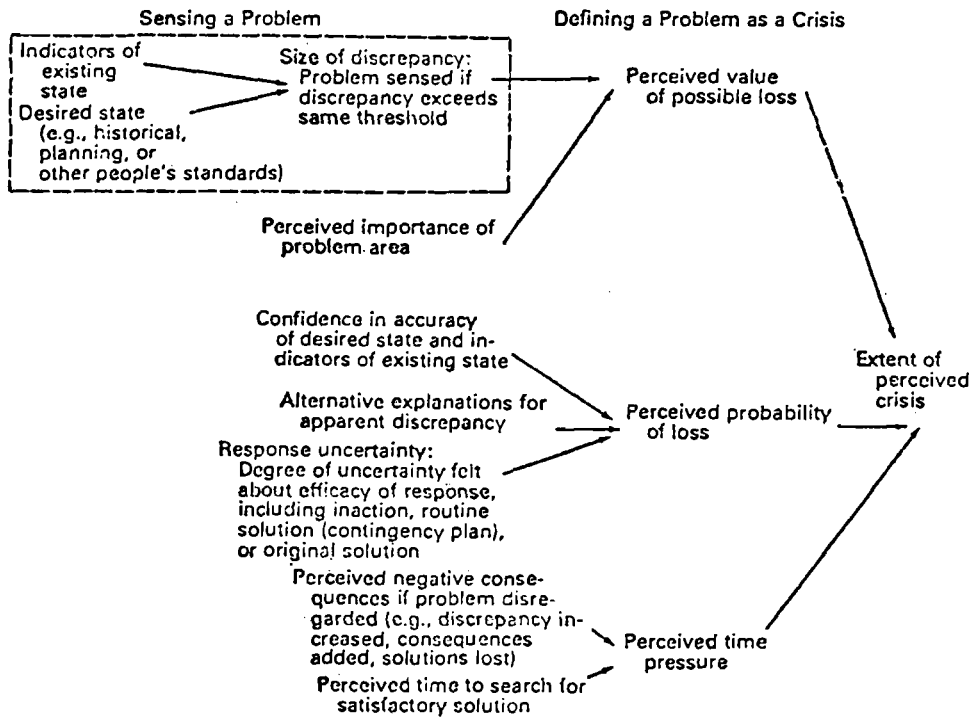 Sensing a Problem
Defining a Problem as a Crisis
Indicators of
existing
state
Desired state
(e.g., historical,
planning, or
other people's standards)
Size of discrepancy:
Problem sensed if
discrepancy exceeds
same threshold
Perceived value
of possible loss
Perceived importance of
problem area
Confidence in accuracy
of desired state and in-
dicators of existing state
Alternative explanations for
apparent discrepancy
Response uncertainty:
Degree of uncertainty felt
about efficacy of response,
including inaction, routine
solution (contingency plan),
or original solution
Perceived probability
of loss
Extent of
perceived
crisis
Perceived negative conse-
quences if problem disre-
garded (e.g., discrepancy in-
creased, consequences
added, solutions lost)
Perceived time to search for
satisfactory solution
Perceived time
pressure